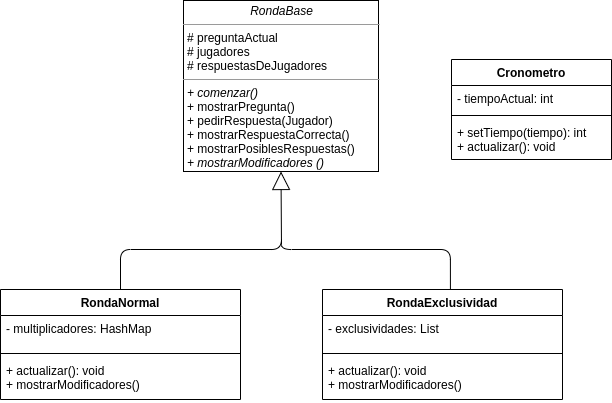 RondaBase
# preguntaActual
# jugadores
# respuestasDeJugadores
+ comenzar()
+ mostrarPregunta()
+ pedirRespuesta(Jugador)
+ mostrarRespuestaCorrecta()
+ mostrarPosiblesRespuestas()
+ mostrarModificadores ()
Cronometro
- tiempoActual: int
+ setTiempo(tiempo): int
+ actualizar(): void
RondaNormal
- multiplicadores: HashMap
+ actualizar(): void
+ mostrarModificadores()
RondaExclusividad
- exclusividades: List
+ actualizar(): void
+ mostrarModificadores()